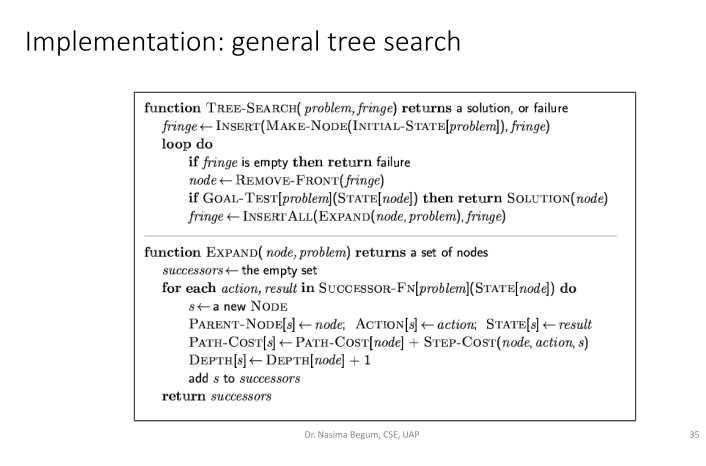 Implementation: general tree search
function TREE-SEARCH( problem, fringe) returns a solution, or failure
fringe ← INSERT(MAKE-NODE(INITIAL-STATE[problem]), fringe)
loop do
if fringe is empty then return failure
node ← REMOVE-FRONT(fringe)
if GOAL-TEST[problem](STATE[node]) then return SOLUTION(node)
fringe ← INSERTALL(EXPAND(node, problem), fringe)
function EXPAND( node, problem) returns a set of nodes
successors ← the empty set
for each action, result in SUCCESSOR-FN[problem](STATE[node]) do
s ← a new NODE
PARENT-NODE[s] ← node; ACTION[s] ← action; STATE[s] ← result
PATH-COST[s] ← PATH-COST[node] + STEP-COST(node, action, s)
DEPTH[s] ← DEPTH[node] + 1
add s to successors
return successors
Dr. Nasima Begum, CSE, UAP
35